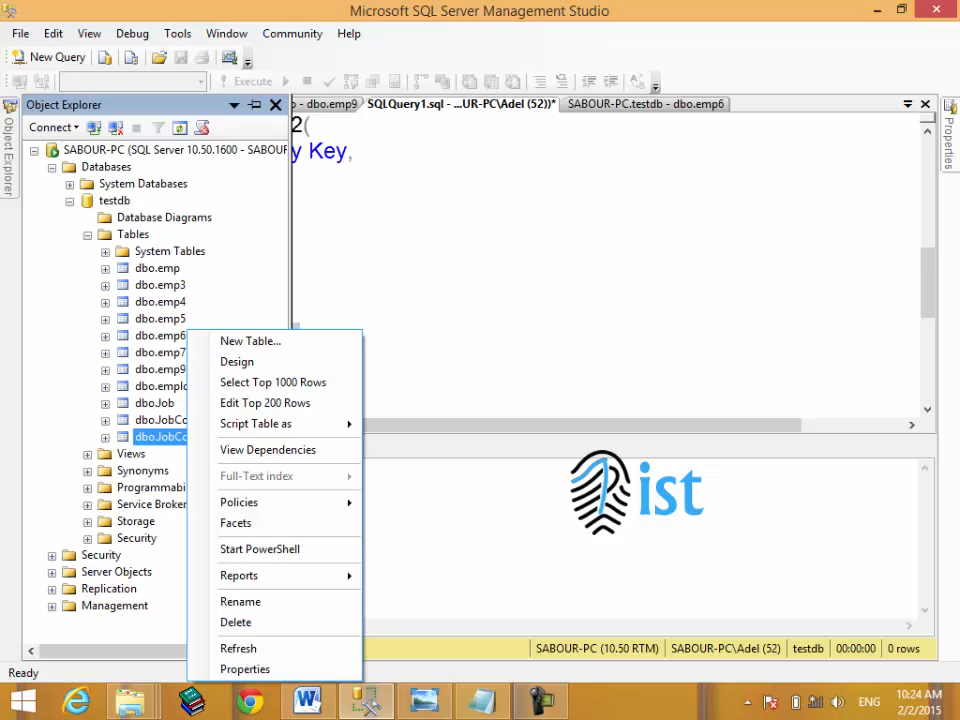 Microsoft SQL Server Management Studio
File Edit View Debug Tools Window Community Help
New Query
Execute
Object Explorer
- dbo.emp9 SQLQuery1.sql - ...UR-PC\Adel (52))* SABOUR-PC.testdb - dbo.emp6
Connect
2(
y Key,
Object Explorer
Properties
SABOUR-PC (SQL Server 10.50.1600 - SABOUR
Databases
System Databases
testdb
Database Diagrams
Tables
System Tables
dbo.emp
dbo.emp3
dbo.emp4
dbo.emp5
dbo.emp6
dbo.emp7
dbo.emp9
dbo.emplo
dbo.Job
dbo.JobCo
dbo.JobCo
Views
Synonyms
Programmabi
Service Broker
Storage
Security
Security
Server Objects
Replication
Management
New Table...
Design
Select Top 1000 Rows
Edit Top 200 Rows
Script Table as
View Dependencies
Full-Text index
Policies
Facets
Start PowerShell
Reports
Rename
Delete
Refresh
Properties
ist
SABOUR-PC (10.50 RTM) SABOUR-PC\Adel (52) testdb 00:00:00 0 rows
Ready
ENG
10:24 AM
2/2/2015